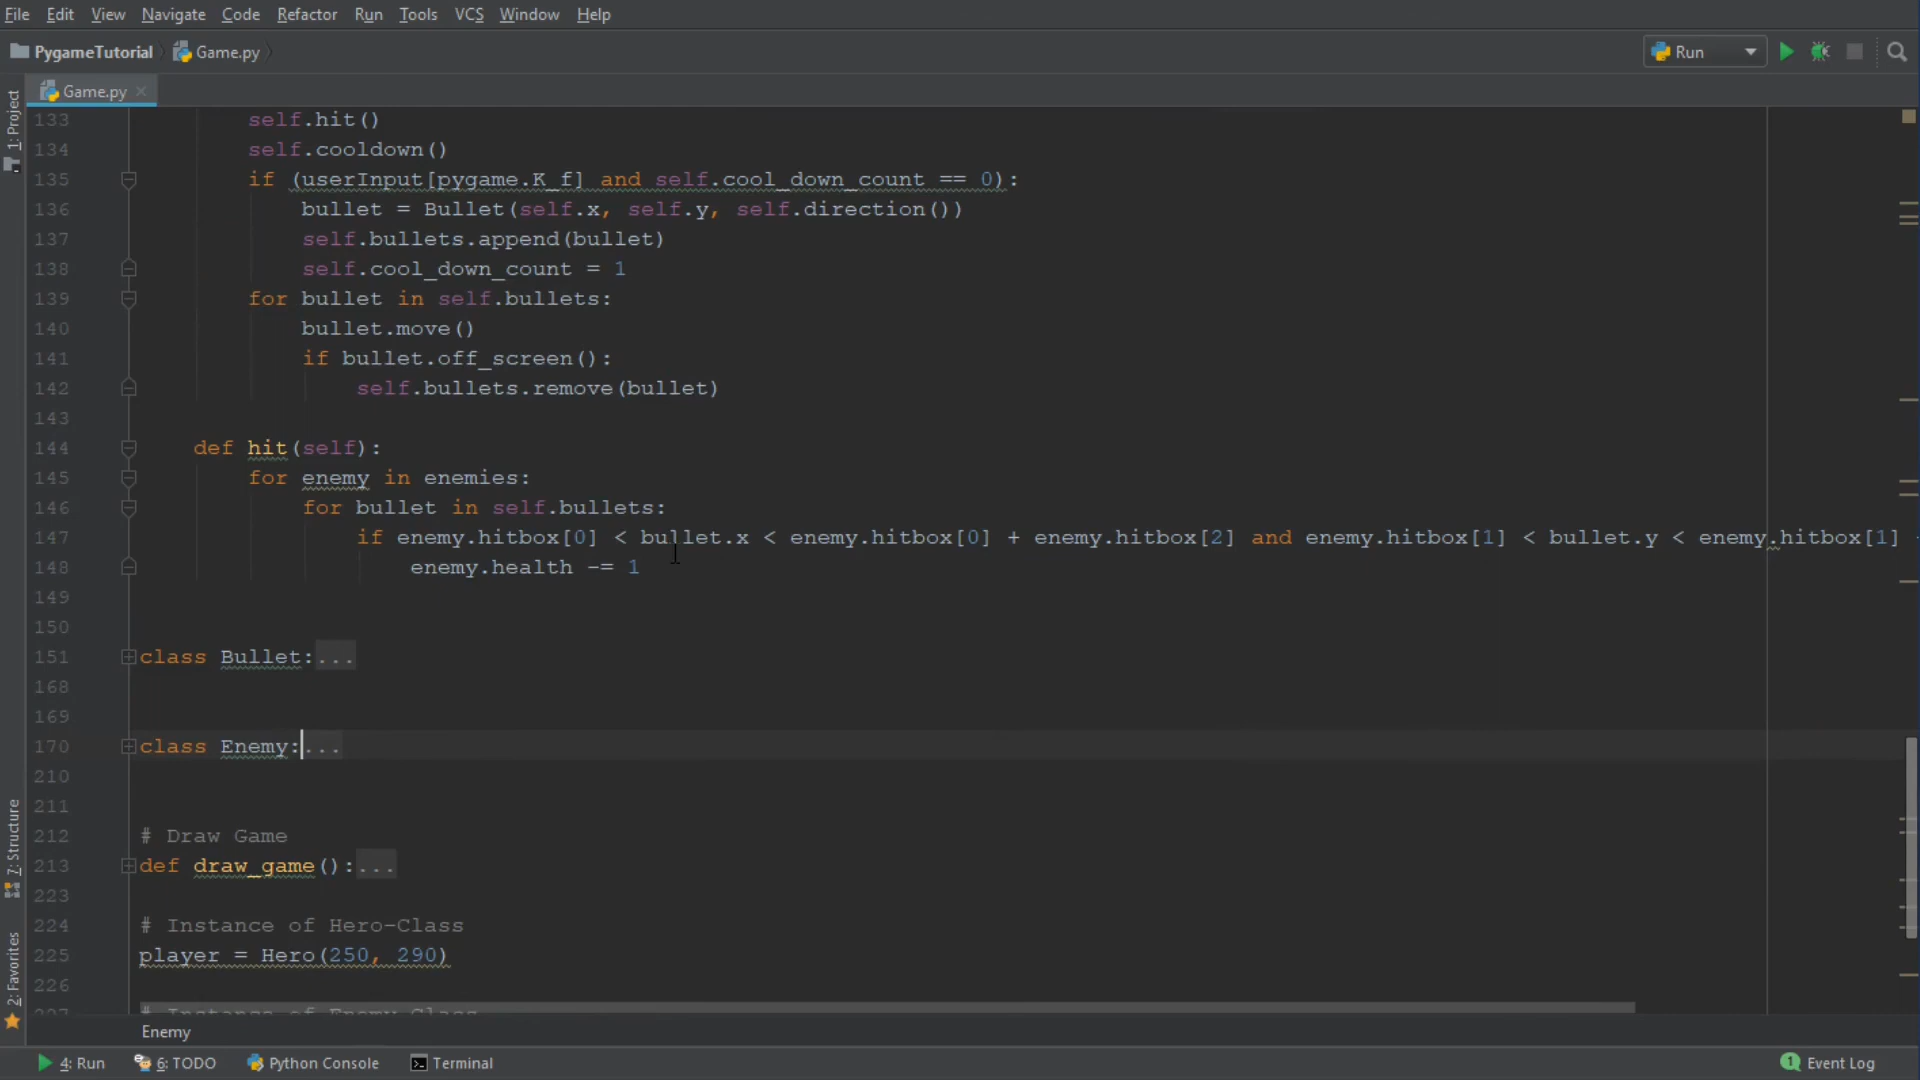 File Edit View Navigate Code Refactor Run Tools VCS Window Help
PygameTutorial Game.py Run
Game.py
1: Project
7: Structure
2: Favorites
133 self.hit()
134 self.cooldown()
135 if (userInput[pygame.K_f] and self.cool_down_count == 0):
136 bullet = Bullet(self.x, self.y, self.direction())
137 self.bullets.append(bullet)
138 self.cool_down_count = 1
139 for bullet in self.bullets:
140 bullet.move()
141 if bullet.off_screen():
142 self.bullets.remove(bullet)
143
144 def hit(self):
145 for enemy in enemies:
146 for bullet in self.bullets:
147 if enemy.hitbox[0] < bullet.x < enemy.hitbox[0] + enemy.hitbox[2] and enemy.hitbox[1] < bullet.y < enemy.hitbox[1]
148 enemy.health -= 1
149
150
151 class Bullet:...
168
169
170 class Enemy:...
210
211
212 # Draw Game
213 def draw_game():...
223
224 # Instance of Hero-Class
225 player = Hero(250, 290)
226
227 # Instance of Enemy-Class
Enemy
4: Run 6: TODO Python Console Terminal 1 Event Log